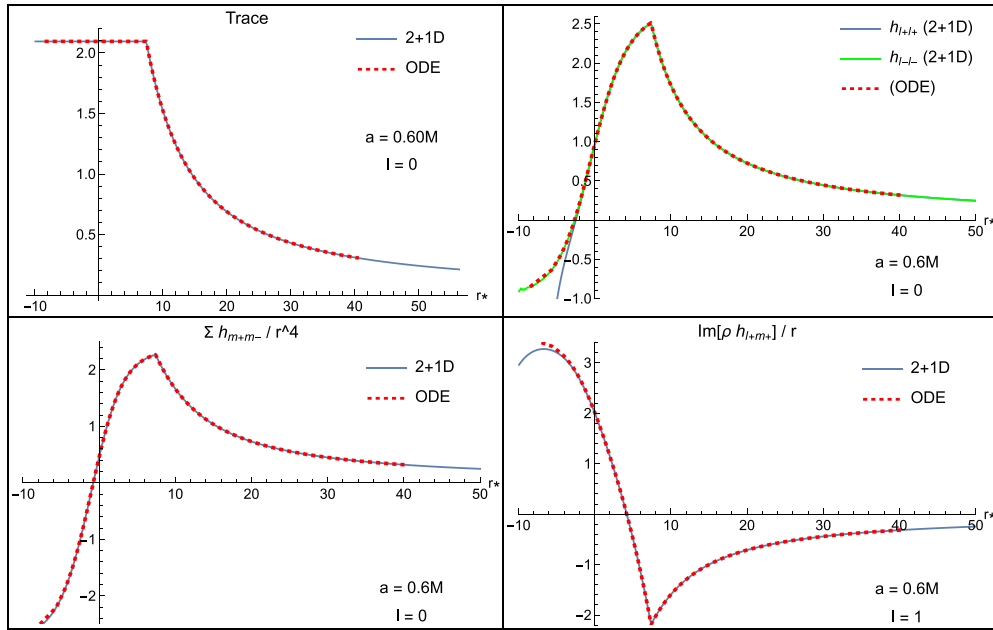 Trace
2+1D
ODE
a = 0.60M
l = 0
2.0
1.5
1.0
0.5
-10
10
20
30
40
50
r*
h_{l+l+} (2+1D)
h_{l-l-} (2+1D)
(ODE)
a = 0.6M
l = 0
2.5
2.0
1.5
1.0
0.5
-0.5
-1.0
-10
0
10
20
30
40
50
r*
Σ h_{m+m-} / r^4
2+1D
ODE
a = 0.6M
l = 0
2
1
-1
-2
-10
10
20
30
40
50
r*
Im[ρ h_{l+m+}] / r
2+1D
ODE
a = 0.6M
l = 1
3
2
1
-1
-2
-10
0
10
20
30
40
50
r*